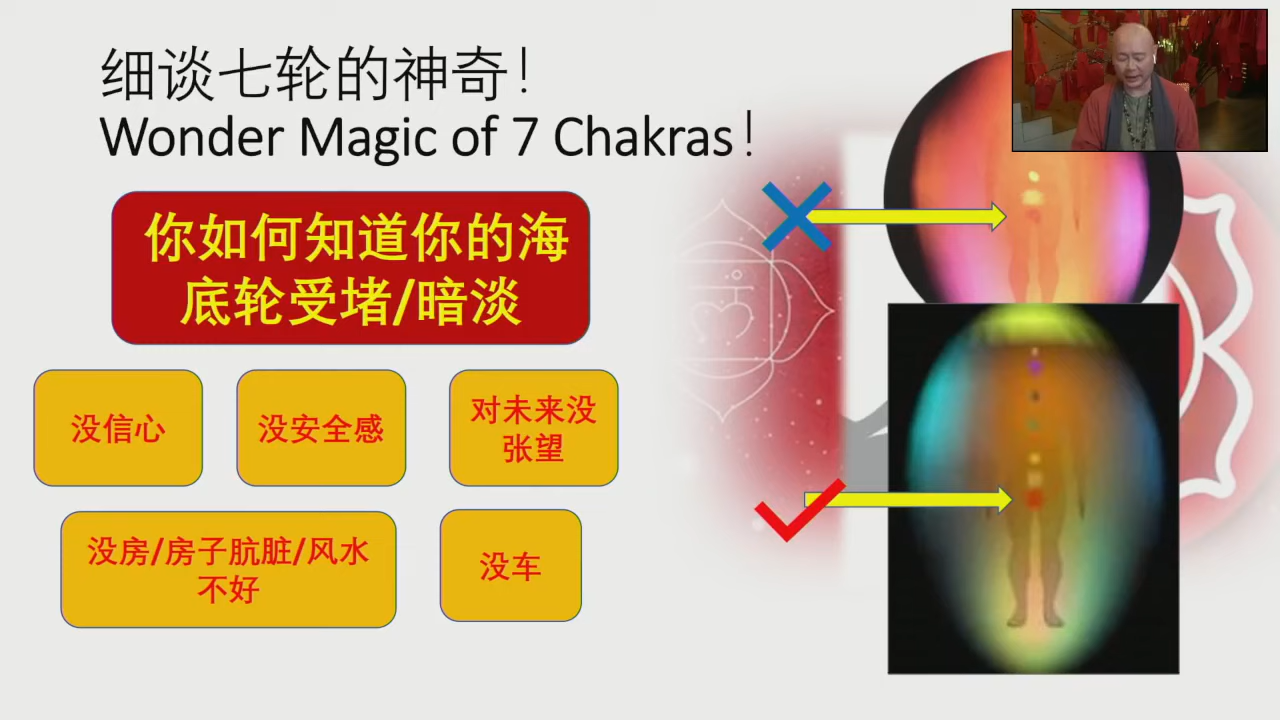 细谈七轮的神奇！
Wonder Magic of 7 Chakras！
你如何知道你的海
底轮受堵/暗淡
没信心
没安全感
对未来没
张望
没房/房子肮脏/风水
不好
没车